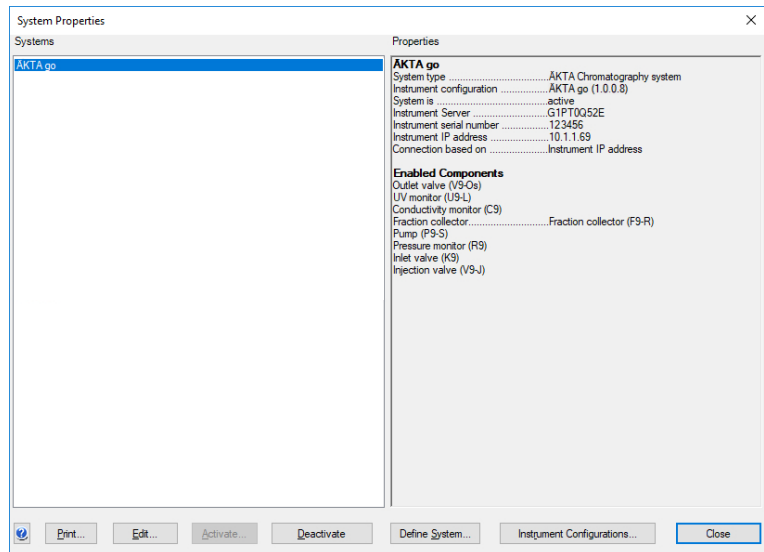 System Properties
Systems
Properties
ÄKTA go
ÄKTA go
System type ..............................ÄKTA Chromatography system
Instrument configuration ...............ÄKTA go (1.0.0.8)
System is ..................................active
Instrument Server .......................G1PT0Q52E
Instrument serial number ..............123456
Instrument IP address ..................10.1.1.69
Connection based on ..................Instrument IP address
Enabled Components
Outlet valve (V9-Os)
UV monitor (U9-L)
Conductivity monitor (C9)
Fraction collector.........................Fraction collector (F9-R)
Pump (P9-S)
Pressure monitor (R9)
Inlet valve (K9)
Injection valve (V9-J)
Print... Edit... Activate... Deactivate Define System... Instrument Configurations... Close